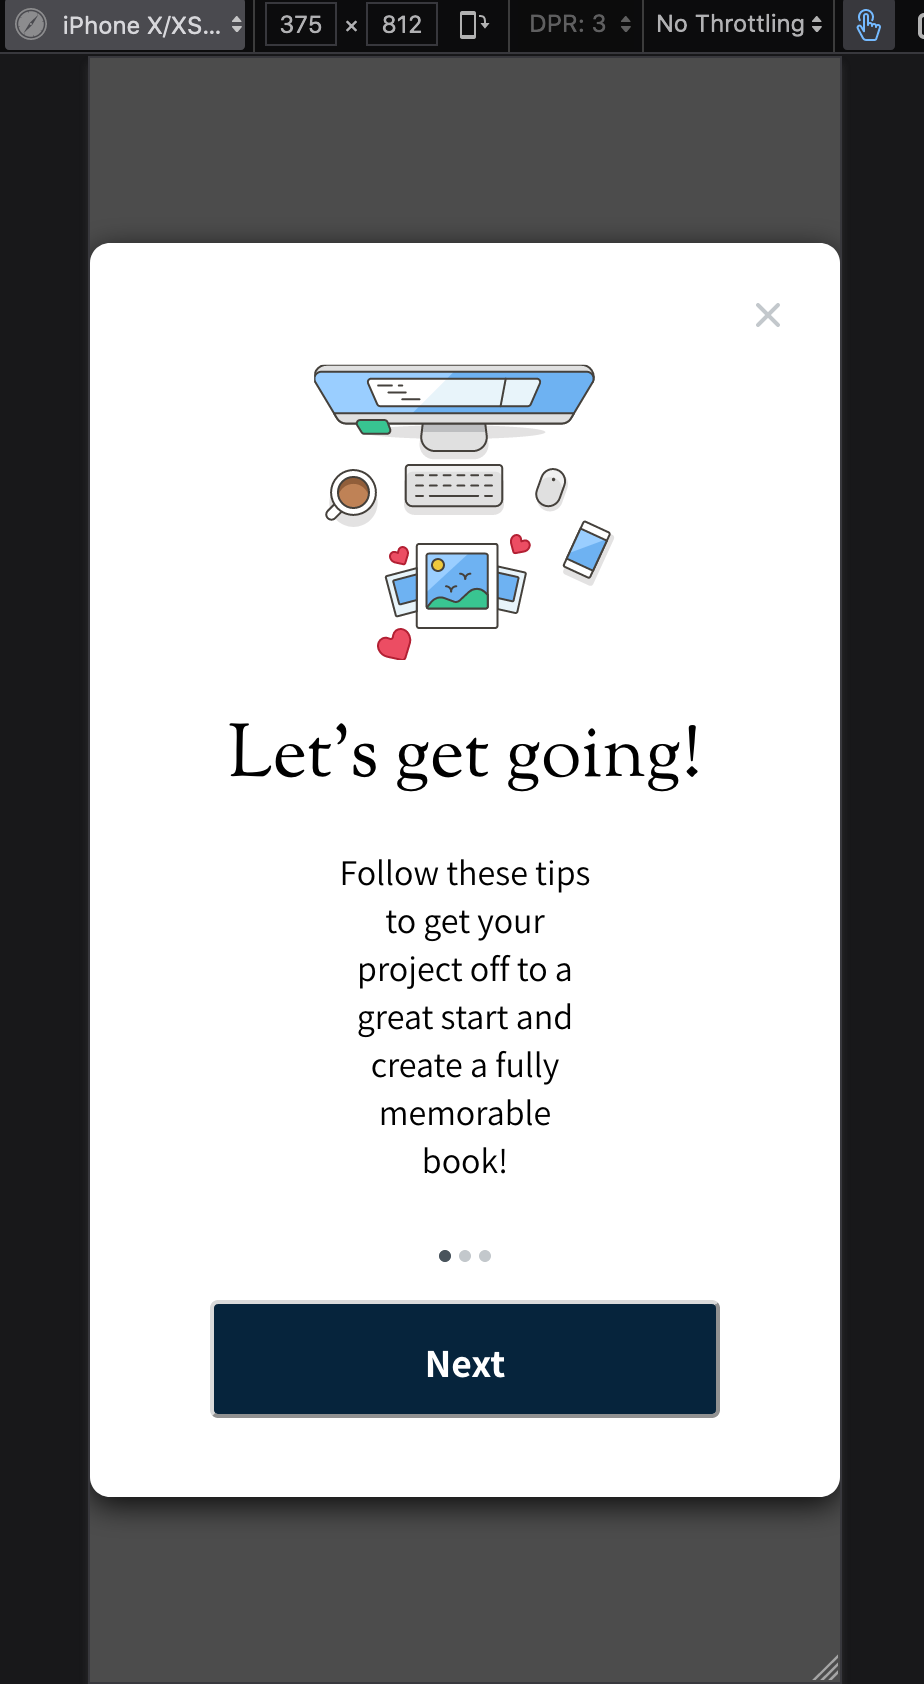 iPhone X/XS... 375 × 812 DPR: 3 No Throttling
Let's get going!
Follow these tips
to get your
project off to a
great start and
create a fully
memorable
book!
Next